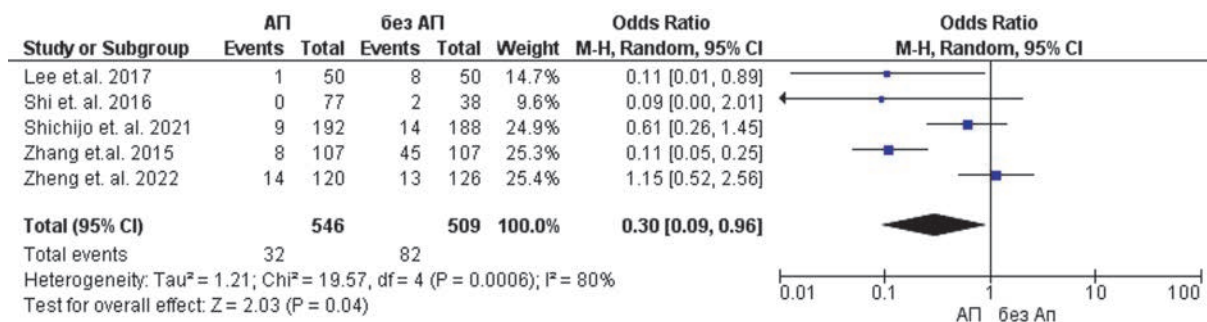 АП без АП Odds Ratio Odds Ratio
Study or Subgroup Events Total Events Total Weight M-H, Random, 95% CI M-H, Random, 95% CI
Lee et.al. 2017 1 50 8 50 14.7% 0.11 [0.01, 0.89]
Shi et. al. 2016 0 77 2 38 9.6% 0.09 [0.00, 2.01]
Shichijo et. al. 2021 9 192 14 188 24.9% 0.61 [0.26, 1.45]
Zhang et.al. 2015 8 107 45 107 25.3% 0.11 [0.05, 0.25]
Zheng et. al. 2022 14 120 13 126 25.4% 1.15 [0.52, 2.56]
Total (95% CI) 546 509 100.0% 0.30 [0.09, 0.96]
Total events 32 82
Heterogeneity: Tau² = 1.21; Chi² = 19.57, df = 4 (P = 0.0006); I² = 80%
Test for overall effect: Z = 2.03 (P = 0.04)
0.01 0.1 1 10 100
АП без Ап